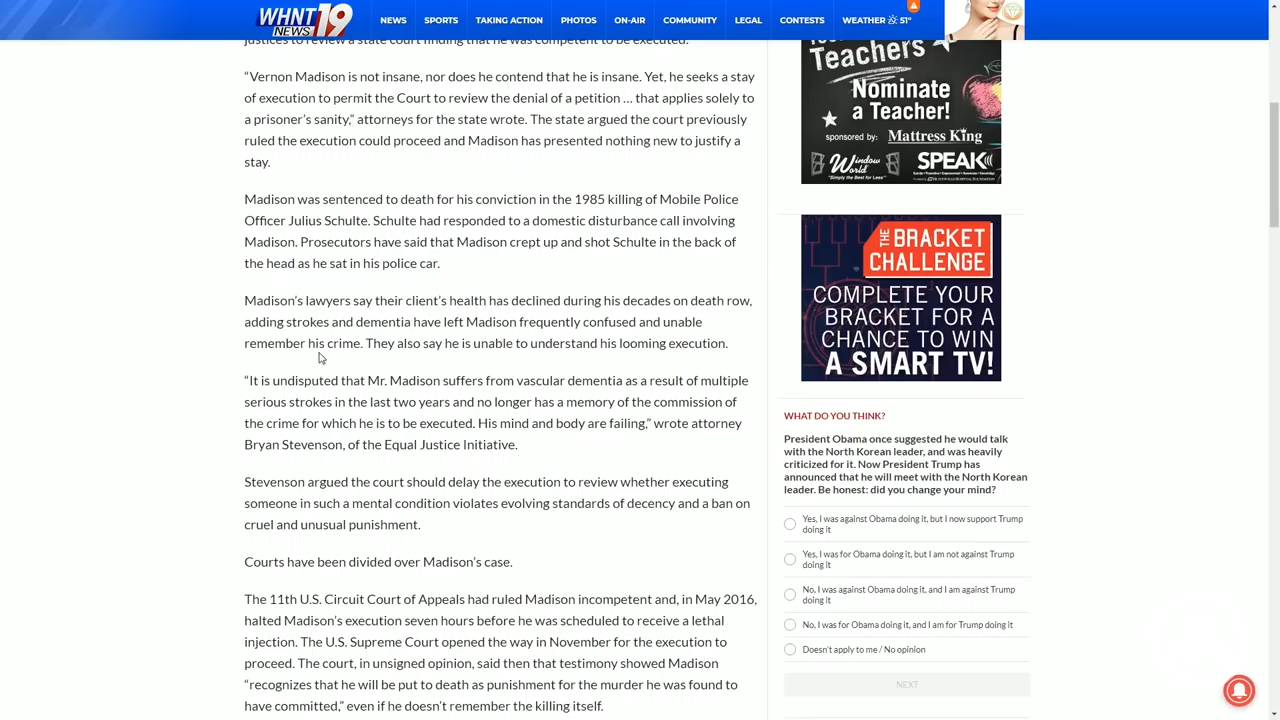 WHNT 19
NEWS
NEWS SPORTS TAKING ACTION PHOTOS ON-AIR COMMUNITY LEGAL CONTESTS WEATHER 51°
justices to review a state court finding that he was competent to be executed.
“Vernon Madison is not insane, nor does he contend that he is insane. Yet, he seeks a stay
of execution to permit the Court to review the denial of a petition … that applies solely to
a prisoner’s sanity,” attorneys for the state wrote. The state argued the court previously
ruled the execution could proceed and Madison has presented nothing new to justify a
stay.
Madison was sentenced to death for his conviction in the 1985 killing of Mobile Police
Officer Julius Schulte. Schulte had responded to a domestic disturbance call involving
Madison. Prosecutors have said that Madison crept up and shot Schulte in the back of
the head as he sat in his police car.
Madison’s lawyers say their client’s health has declined during his decades on death row,
adding strokes and dementia have left Madison frequently confused and unable
remember his crime. They also say he is unable to understand his looming execution.
“It is undisputed that Mr. Madison suffers from vascular dementia as a result of multiple
serious strokes in the last two years and no longer has a memory of the commission of
the crime for which he is to be executed. His mind and body are failing,” wrote attorney
Bryan Stevenson, of the Equal Justice Initiative.
Stevenson argued the court should delay the execution to review whether executing
someone in such a mental condition violates evolving standards of decency and a ban on
cruel and unusual punishment.
Courts have been divided over Madison’s case.
The 11th U.S. Circuit Court of Appeals had ruled Madison incompetent and, in May 2016,
halted Madison’s execution seven hours before he was scheduled to receive a lethal
injection. The U.S. Supreme Court opened the way in November for the execution to
proceed. The court, in unsigned opinion, said then that testimony showed Madison
“recognizes that he will be put to death as punishment for the murder he was found to
have committed,” even if he doesn’t remember the killing itself.
Teachers
Nominate
a Teacher!
sponsored by: Mattress King
Window World
"Simply the Best for Less"
SPEAK
THE BRACKET
CHALLENGE
COMPLETE YOUR
BRACKET FOR A
CHANCE TO WIN
A SMART TV!
WHAT DO YOU THINK?
President Obama once suggested he would talk
with the North Korean leader, and was heavily
criticized for it. Now President Trump has
announced that he will meet with the North Korean
leader. Be honest: did you change your mind?
Yes, I was against Obama doing it, but I now support Trump
doing it
Yes, I was for Obama doing it, but I am not against Trump
doing it
No, I was against Obama doing it, and I am against Trump
doing it
No, I was for Obama doing it, and I am for Trump doing it
Doesn't apply to me / No opinion
NEXT